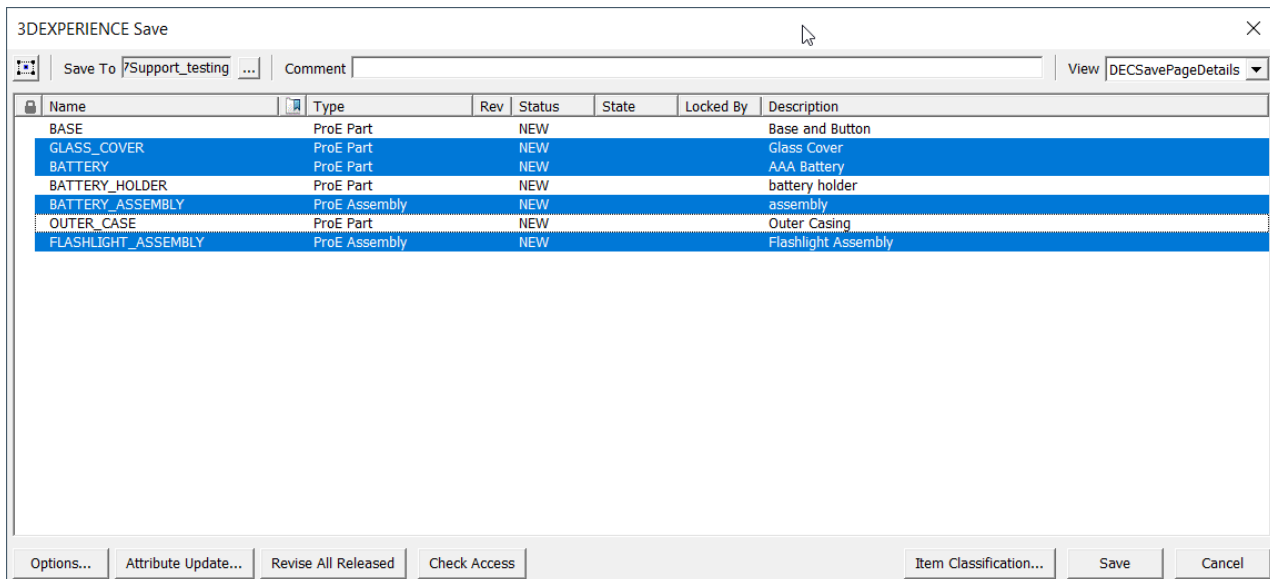 3DEXPERIENCE Save
Save To 7Support_testing ... Comment View DECSavePageDetails
Name Type Rev Status State Locked By Description
BASE ProE Part NEW Base and Button
GLASS_COVER ProE Part NEW Glass Cover
BATTERY ProE Part NEW AAA Battery
BATTERY_HOLDER ProE Part NEW battery holder
BATTERY_ASSEMBLY ProE Assembly NEW assembly
OUTER_CASE ProE Part NEW Outer Casing
FLASHLIGHT_ASSEMBLY ProE Assembly NEW Flashlight Assembly
Options... Attribute Update... Revise All Released Check Access Item Classification... Save Cancel